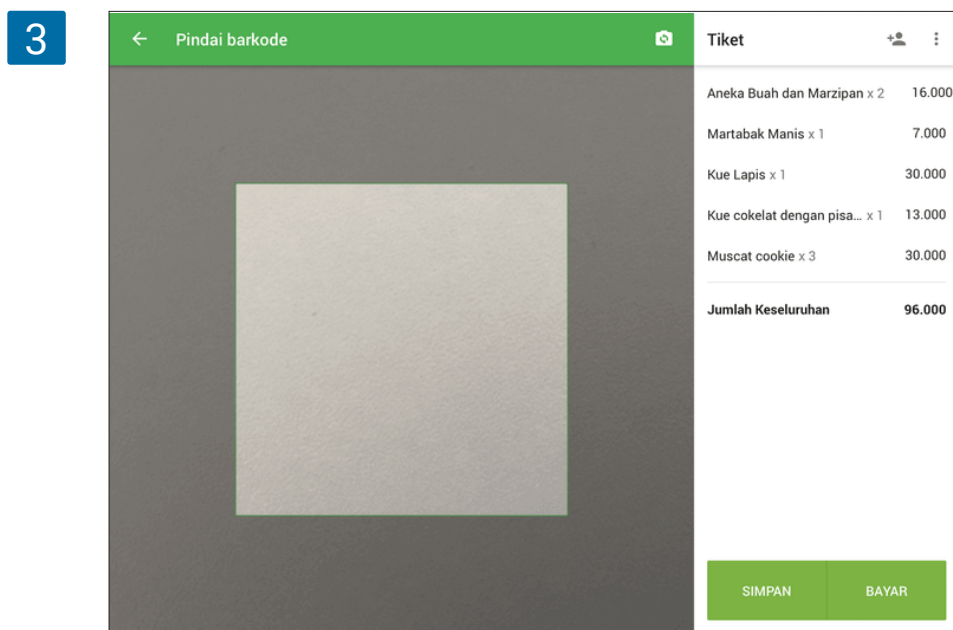 3
Pindai barkode
Tiket
Aneka Buah dan Marzipan x 2 16.000
Martabak Manis x 1 7.000
Kue Lapis x 1 30.000
Kue cokelat dengan pisa... x 1 13.000
Muscat cookie x 3 30.000
Jumlah Keseluruhan 96.000
SIMPAN BAYAR